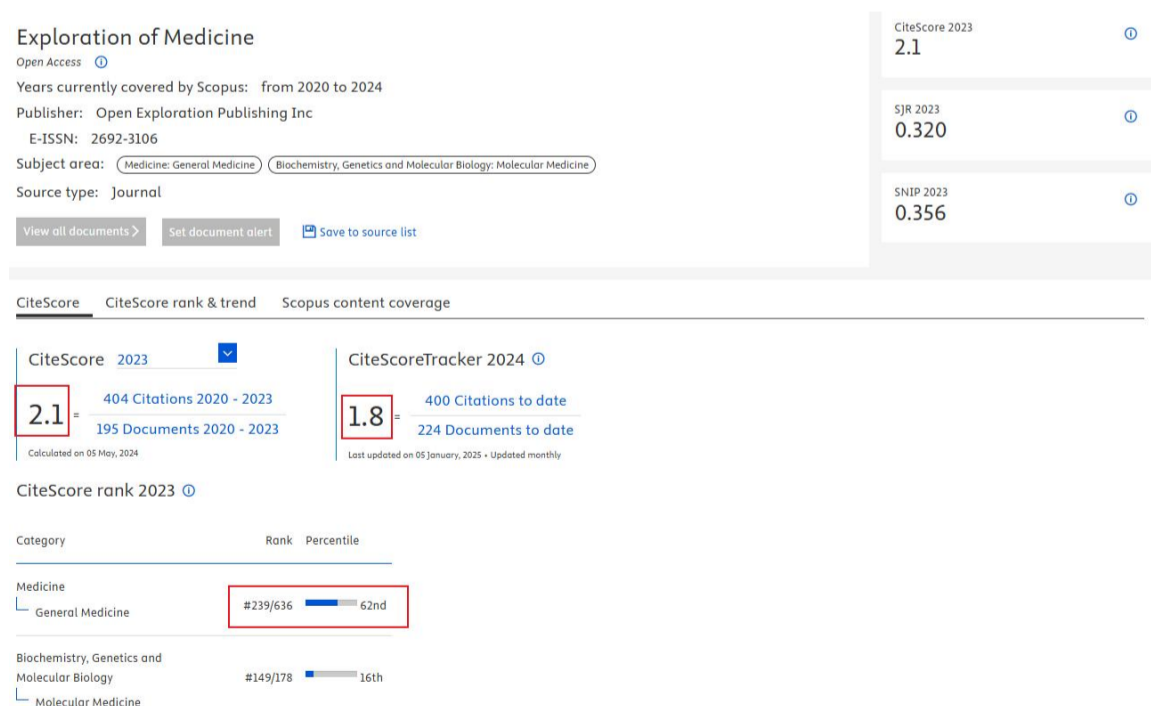 Exploration of Medicine
Open Access
Years currently covered by Scopus: from 2020 to 2024
Publisher: Open Exploration Publishing Inc
E-ISSN: 2692-3106
Subject area: Medicine: General Medicine Biochemistry, Genetics and Molecular Biology: Molecular Medicine
Source type: Journal
View all documents >
Set document alert
Save to source list
CiteScore 2023
2.1
SJR 2023
0.320
SNIP 2023
0.356
CiteScore
CiteScore rank & trend
Scopus content coverage
CiteScore 2023
2.1 =
404 Citations 2020 - 2023
195 Documents 2020 - 2023
Calculated on 05 May, 2024
CiteScoreTracker 2024
1.8 =
400 Citations to date
224 Documents to date
Last updated on 05 January, 2025 • Updated monthly
CiteScore rank 2023
Category Rank Percentile
Medicine
General Medicine
#239/636 62nd
Biochemistry, Genetics and
Molecular Biology
#149/178 16th
Molecular Medicine